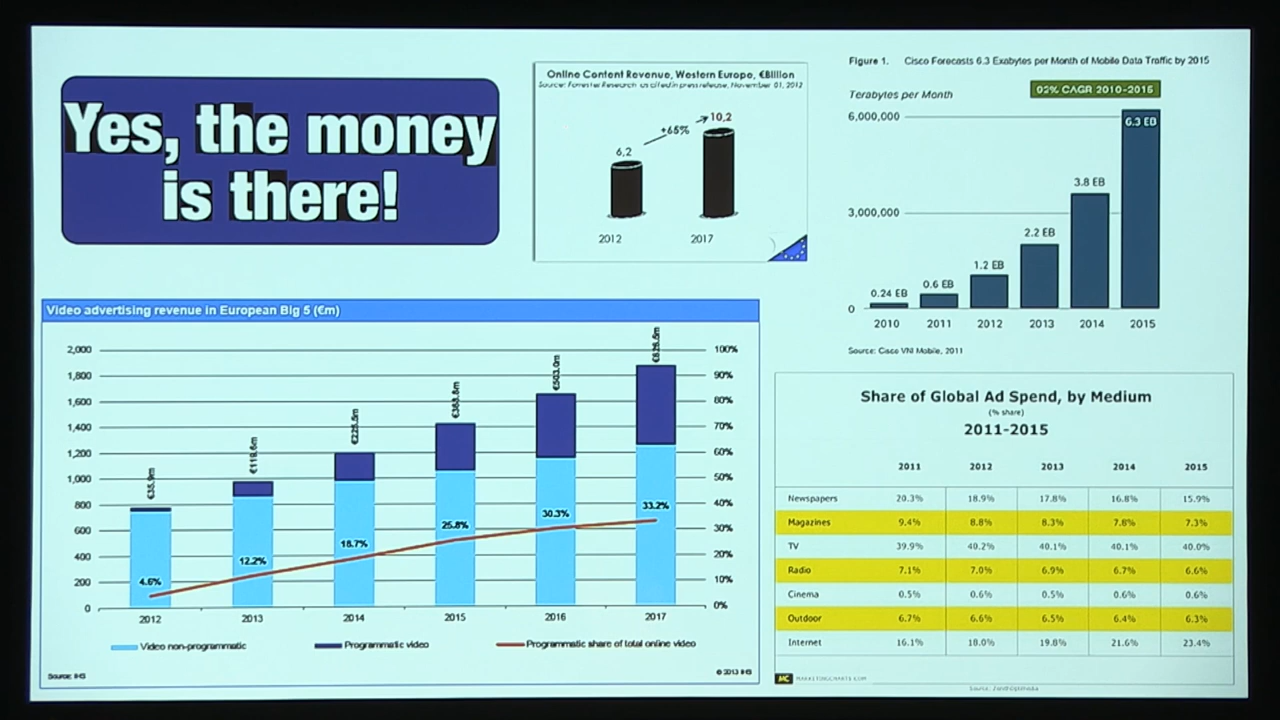 Yes, the money
is there!
Online Content Revenue, Western Europe, €Billion
Source: Forrester Research as cited in press release, November 01, 2012
6,2
+65%
10,2
2012 2017
Figure 1. Cisco Forecasts 6.3 Exabytes per Month of Mobile Data Traffic by 2015
Terabytes per Month
92% CAGR 2010-2015
6,000,000
3,000,000
0
0.24 EB
0.6 EB
1.2 EB
2.2 EB
3.8 EB
6.3 EB
2010 2011 2012 2013 2014 2015
Source: Cisco VNI Mobile, 2011
Video advertising revenue in European Big 5 (€m)
2,000 100%
1,800 90%
1,600 80%
1,400 70%
1,200 60%
1,000 50%
800 40%
600 30%
400 20%
200 10%
0 0%
€35.9m
€119.6m
€225.5m
€503.0m
4.6%
12.2%
18.7%
25.8%
30.3%
33.2%
2012 2013 2014 2015 2016 2017
Video non-programmatic Programmatic video Programmatic share of total online video
Source: IHS © 2013 IHS
Share of Global Ad Spend, by Medium
(% share)
2011-2015
2011 2012 2013 2014 2015
Newspapers 20.3% 18.9% 17.8% 16.8% 15.9%
Magazines 9.4% 8.8% 8.3% 7.8% 7.3%
TV 39.9% 40.2% 40.1% 40.1% 40.0%
Radio 7.1% 7.0% 6.9% 6.7% 6.6%
Cinema 0.5% 0.6% 0.5% 0.6% 0.6%
Outdoor 6.7% 6.6% 6.5% 6.4% 6.3%
Internet 16.1% 18.0% 19.8% 21.6% 23.4%
MC MARKETINGCHARTS.COM
Source: ZenithOptimedia